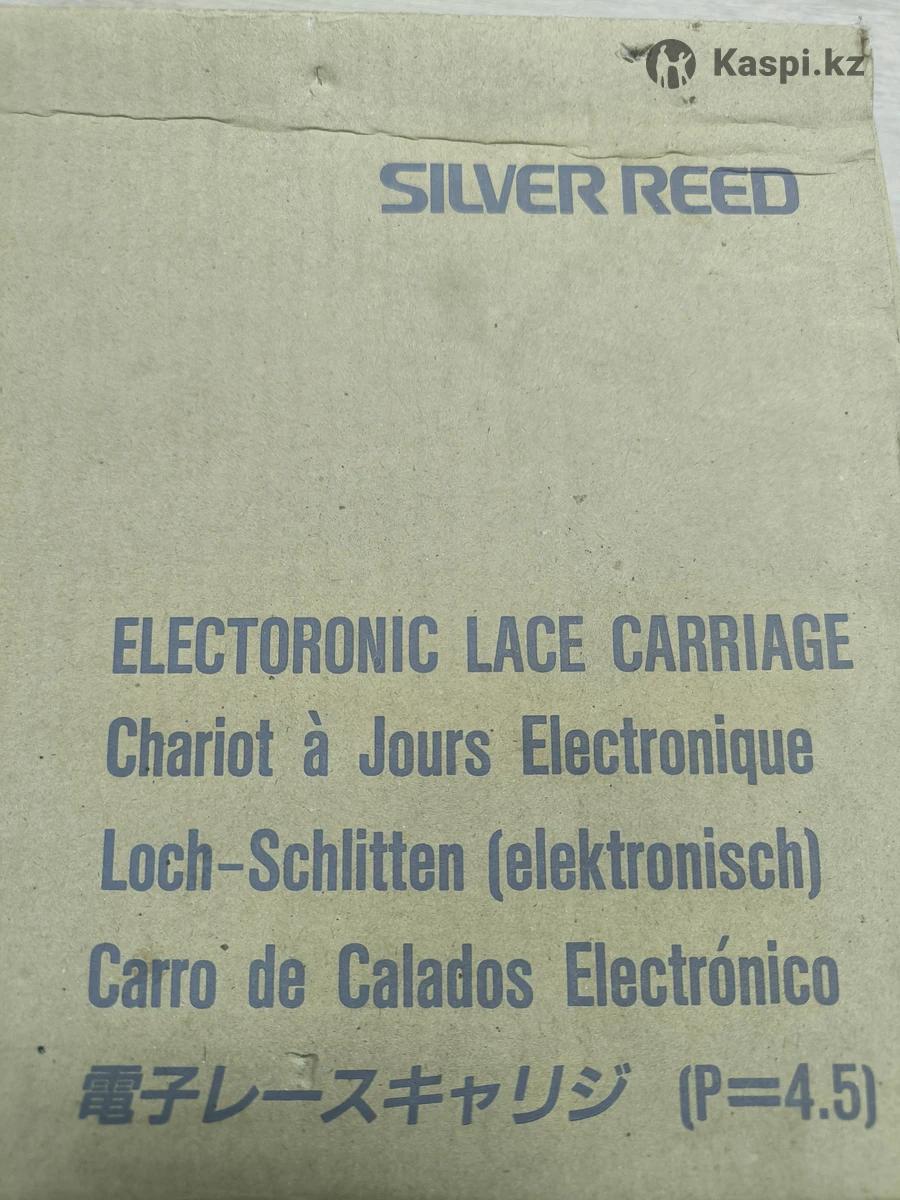 Kaspi.kz
SILVER REED
ELECTORONIC LACE CARRIAGE
Chariot à Jours Electronique
Loch-Schlitten (elektronisch)
Carro de Calados Electrónico
電子レースキャリジ (P=4.5)